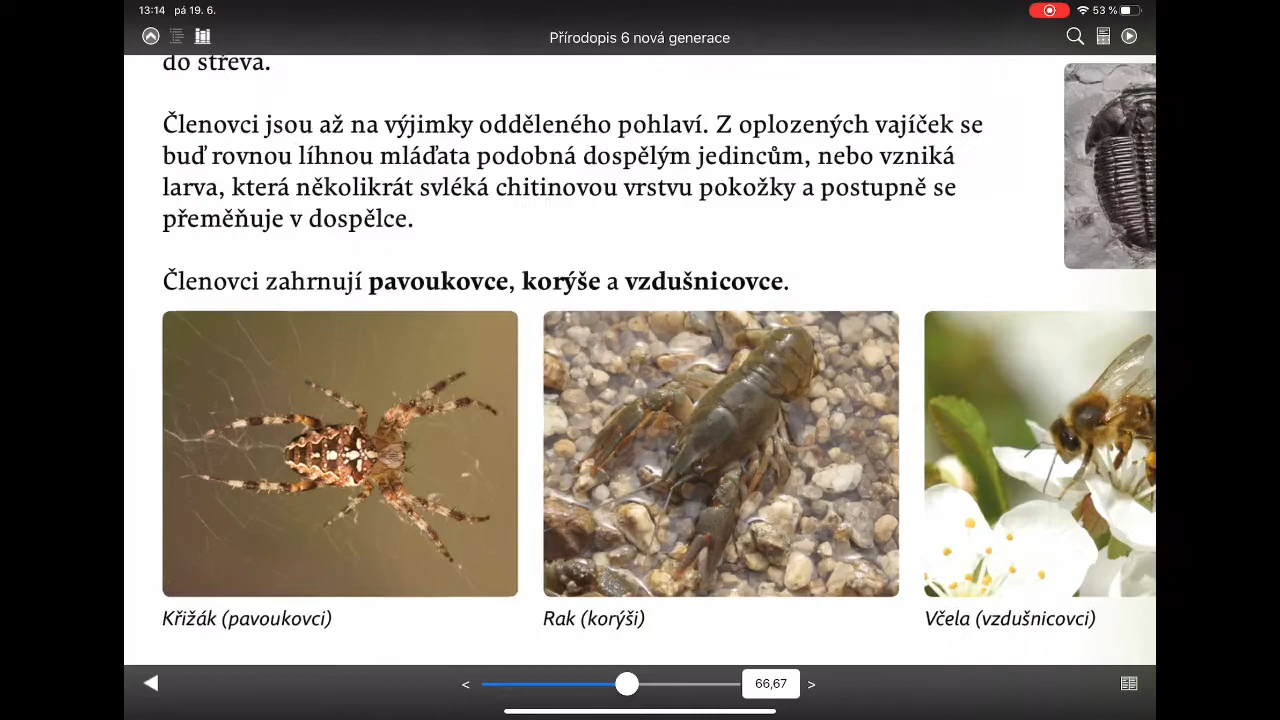 13:14 pá 19. 6.
53 %
Přírodopis 6 nová generace
do střeva.
Členovci jsou až na výjimky odděleného pohlaví. Z oplozených vajíček se
buď rovnou líhnou mláďata podobná dospělým jedincům, nebo vzniká
larva, která několikrát svléká chitinovou vrstvu pokožky a postupně se
přeměňuje v dospělce.
Členovci zahrnují pavoukovce, korýše a vzdušnicovce.
Křižák (pavoukovci)
Rak (korýši)
Včela (vzdušnicovci)
< 66,67 >